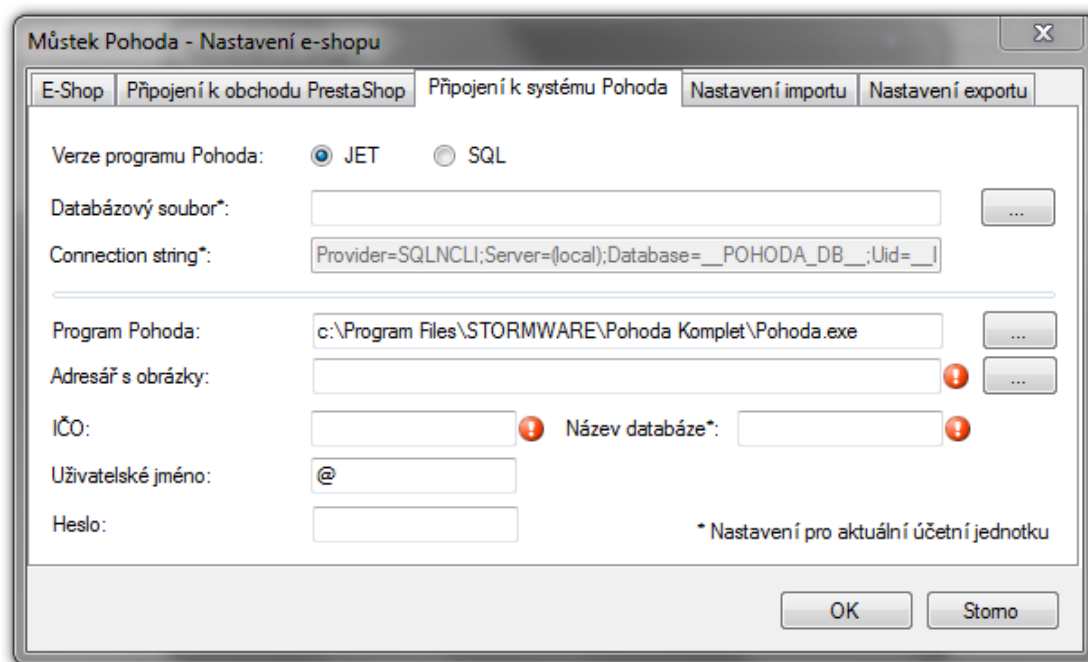 Můstek Pohoda - Nastavení e-shopu
E-Shop Připojení k obchodu PrestaShop Připojení k systému Pohoda Nastavení importu Nastavení exportu
Verze programu Pohoda: JET SQL
Databázový soubor*: ...
Connection string*: Provider=SQLNCLI;Server=(local);Database=__POHODA_DB__;Uid=__
Program Pohoda: c:\Program Files\STORMWARE\Pohoda Komplet\Pohoda.exe ...
Adresář s obrázky: ! ...
IČO: ! Název databáze*: !
Uživatelské jméno: @
Heslo:
* Nastavení pro aktuální účetní jednotku
OK Storno